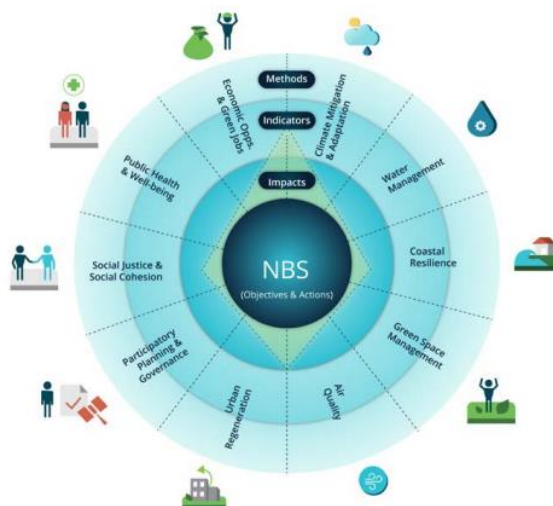 Methods
Indicators
Impacts
NBS
(Objectives & Actions)
Climate Mitigation
& Adaptation
Water
Management
Coastal
Resilience
Green Space
Management
Air
Quality
Urban
Regeneration
Participatory
Planning &
Governance
Social Justice &
Social Cohesion
Public Health
& Well-being
Economic Opps.
& Green Jobs